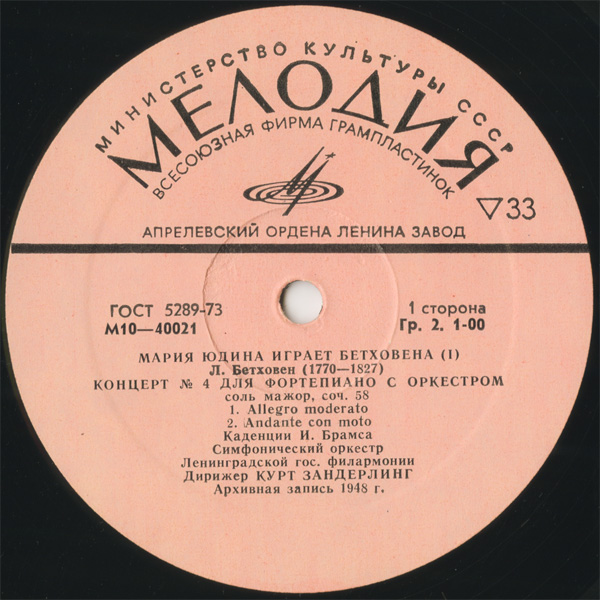 МИНИСТЕРСТВО КУЛЬТУРЫ СССР
МЕЛОДИЯ
ВСЕСОЮЗНАЯ ФИРМА ГРАМПЛАСТИНОК
▽33
АПРЕЛЕВСКИЙ ОРДЕНА ЛЕНИНА ЗАВОД
ГОСТ 5289-73
1 сторона
М10—40021
Гр. 2. 1-00
МАРИЯ ЮДИНА ИГРАЕТ БЕТХОВЕНА (1)
Л. Бетховен (1770—1827)
КОНЦЕРТ № 4 ДЛЯ ФОРТЕПИАНО С ОРКЕСТРОМ
соль мажор, соч. 58
1. Allegro moderato
2. Andante con moto
Каденции И. Брамса
Симфонический оркестр
Ленинградской гос. филармонии
Дирижер КУРТ ЗАНДЕРЛИНГ
Архивная запись 1948 г.